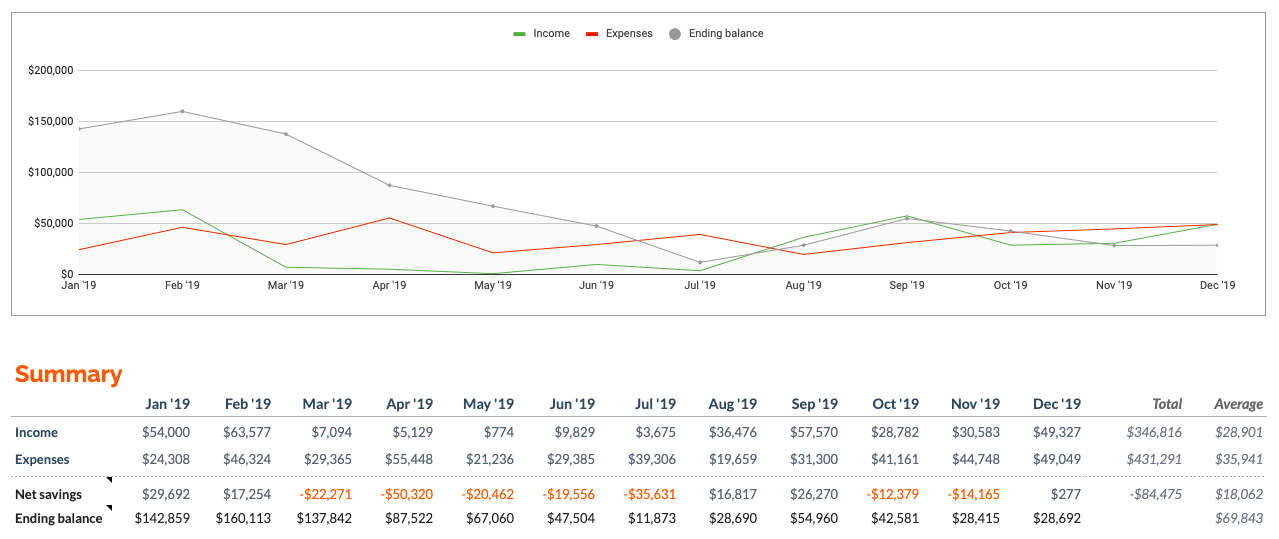 Income Expenses Ending balance
$200,000
$150,000
$100,000
$50,000
$0
Jan '19 Feb '19 Mar '19 Apr '19 May '19 Jun '19 Jul '19 Aug '19 Sep '19 Oct '19 Nov '19 Dec '19
Summary
Jan '19 Feb '19 Mar '19 Apr '19 May '19 Jun '19 Jul '19 Aug '19 Sep '19 Oct '19 Nov '19 Dec '19 Total Average
Income $54,000 $63,577 $7,094 $5,129 $774 $9,829 $3,675 $36,476 $57,570 $28,782 $30,583 $49,327 $346,816 $28,901
Expenses $24,308 $46,324 $29,365 $55,448 $21,236 $29,385 $39,306 $19,659 $31,300 $41,161 $44,748 $49,049 $431,291 $35,941
Net savings $29,692 $17,254 -$22,271 -$50,320 -$20,462 -$19,556 -$35,631 $16,817 $26,270 -$12,379 -$14,165 $277 -$84,475 $18,062
Ending balance $142,859 $160,113 $137,842 $87,522 $67,060 $47,504 $11,873 $28,690 $54,960 $42,581 $28,415 $28,692 $69,843